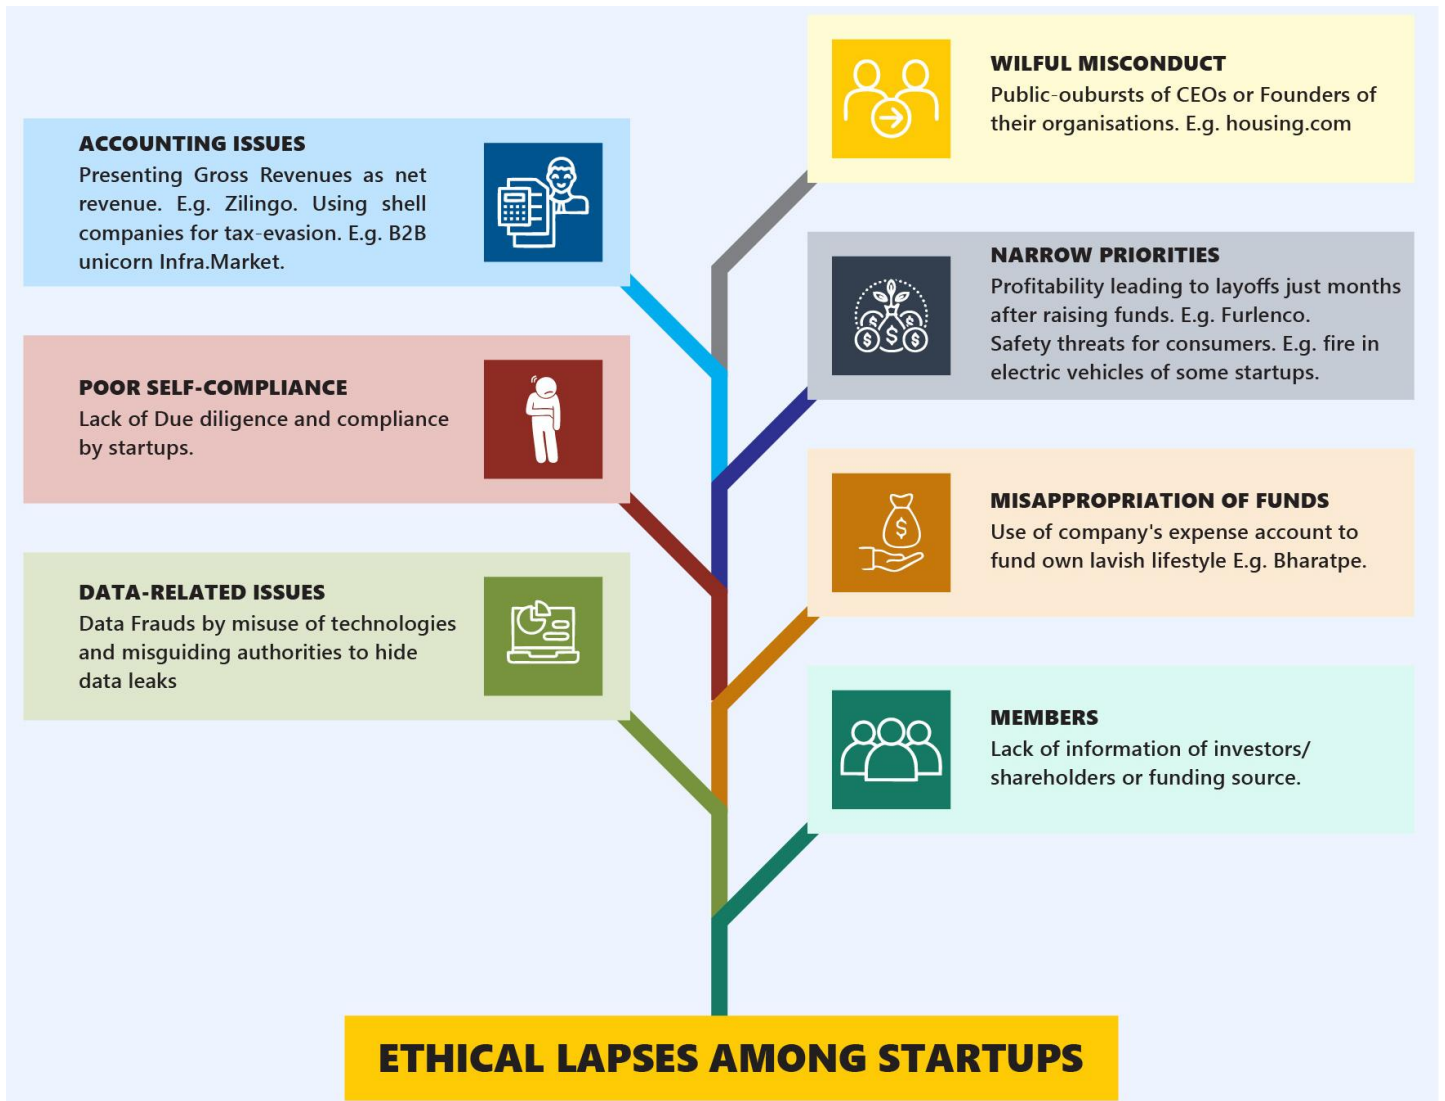 ACCOUNTING ISSUES
Presenting Gross Revenues as net
revenue. E.g. Zilingo. Using shell
companies for tax-evasion. E.g. B2B
unicorn Infra.Market.
POOR SELF-COMPLIANCE
Lack of Due diligence and compliance
by startups.
DATA-RELATED ISSUES
Data Frauds by misuse of technologies
and misguiding authorities to hide
data leaks
WILFUL MISCONDUCT
Public-oubursts of CEOs or Founders of
their organisations. E.g. housing.com
NARROW PRIORITIES
Profitability leading to layoffs just months
after raising funds. E.g. Furlenco.
Safety threats for consumers. E.g. fire in
electric vehicles of some startups.
MISAPPROPRIATION OF FUNDS
Use of company's expense account to
fund own lavish lifestyle E.g. Bharatpe.
MEMBERS
Lack of information of investors/
shareholders or funding source.
ETHICAL LAPSES AMONG STARTUPS